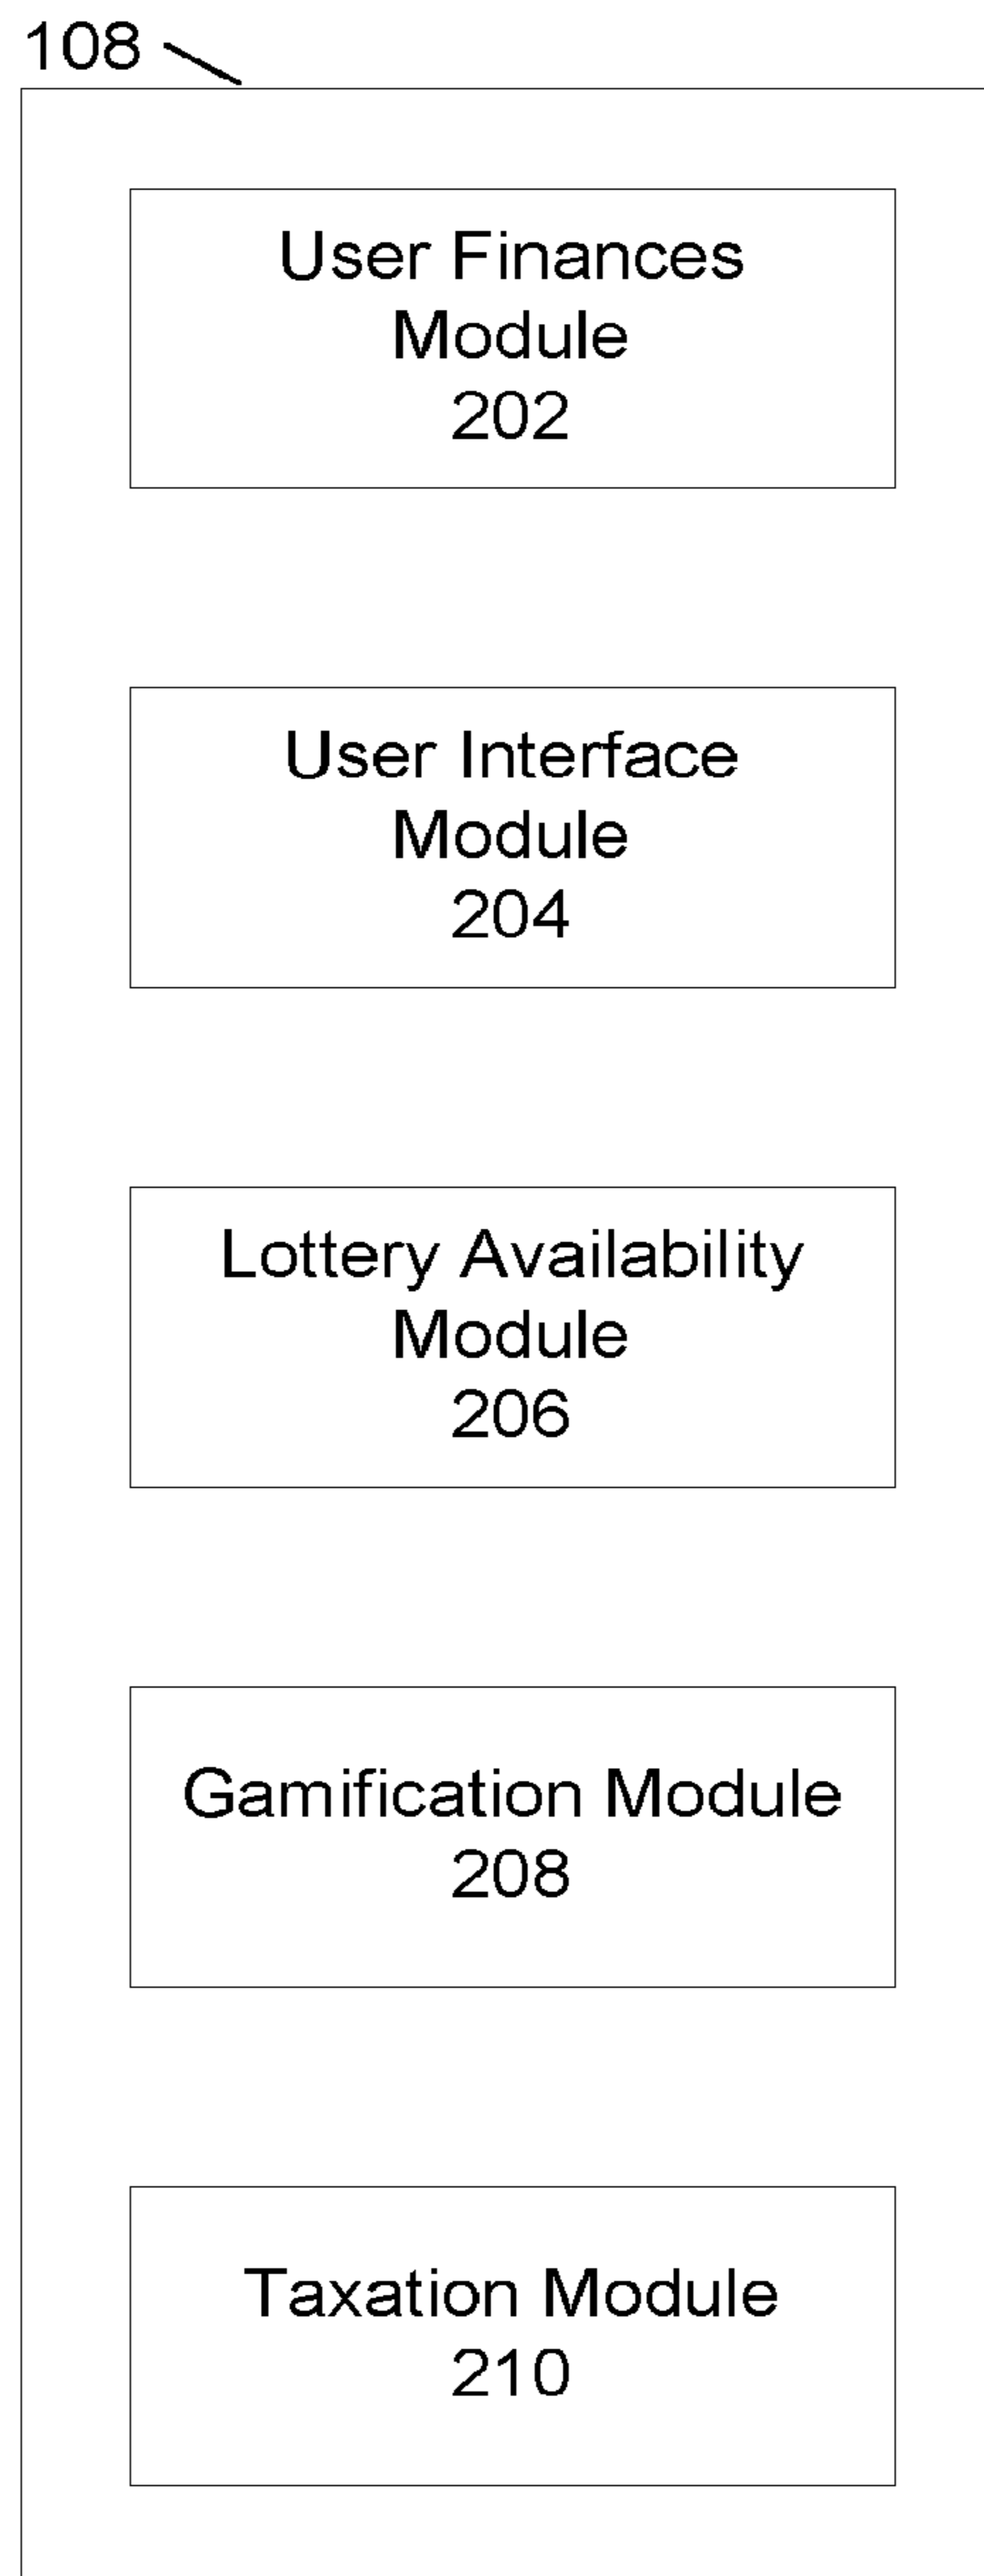 108
User Finances
Module
202
User Interface
Module
204
Lottery Availability
Module
206
Gamification Module
208
Taxation Module
210